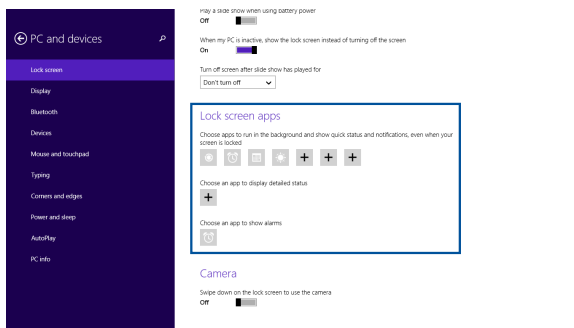 Play a slide show when using battery power
Off
PC and devices
When my PC is inactive, show the lock screen instead of turning off the screen
On
Lock screen
Turn off screen after slide show has played for
Don't turn off
Display
Bluetooth
Lock screen apps
Devices
Choose apps to run in the background and show quick status and notifications, even when your
screen is locked
Mouse and touchpad
Typing
Choose an app to display detailed status
Corners and edges
Power and sleep
Choose an app to show alarms
AutoPlay
PC info
Camera
Swipe down on the lock screen to use the camera
Off